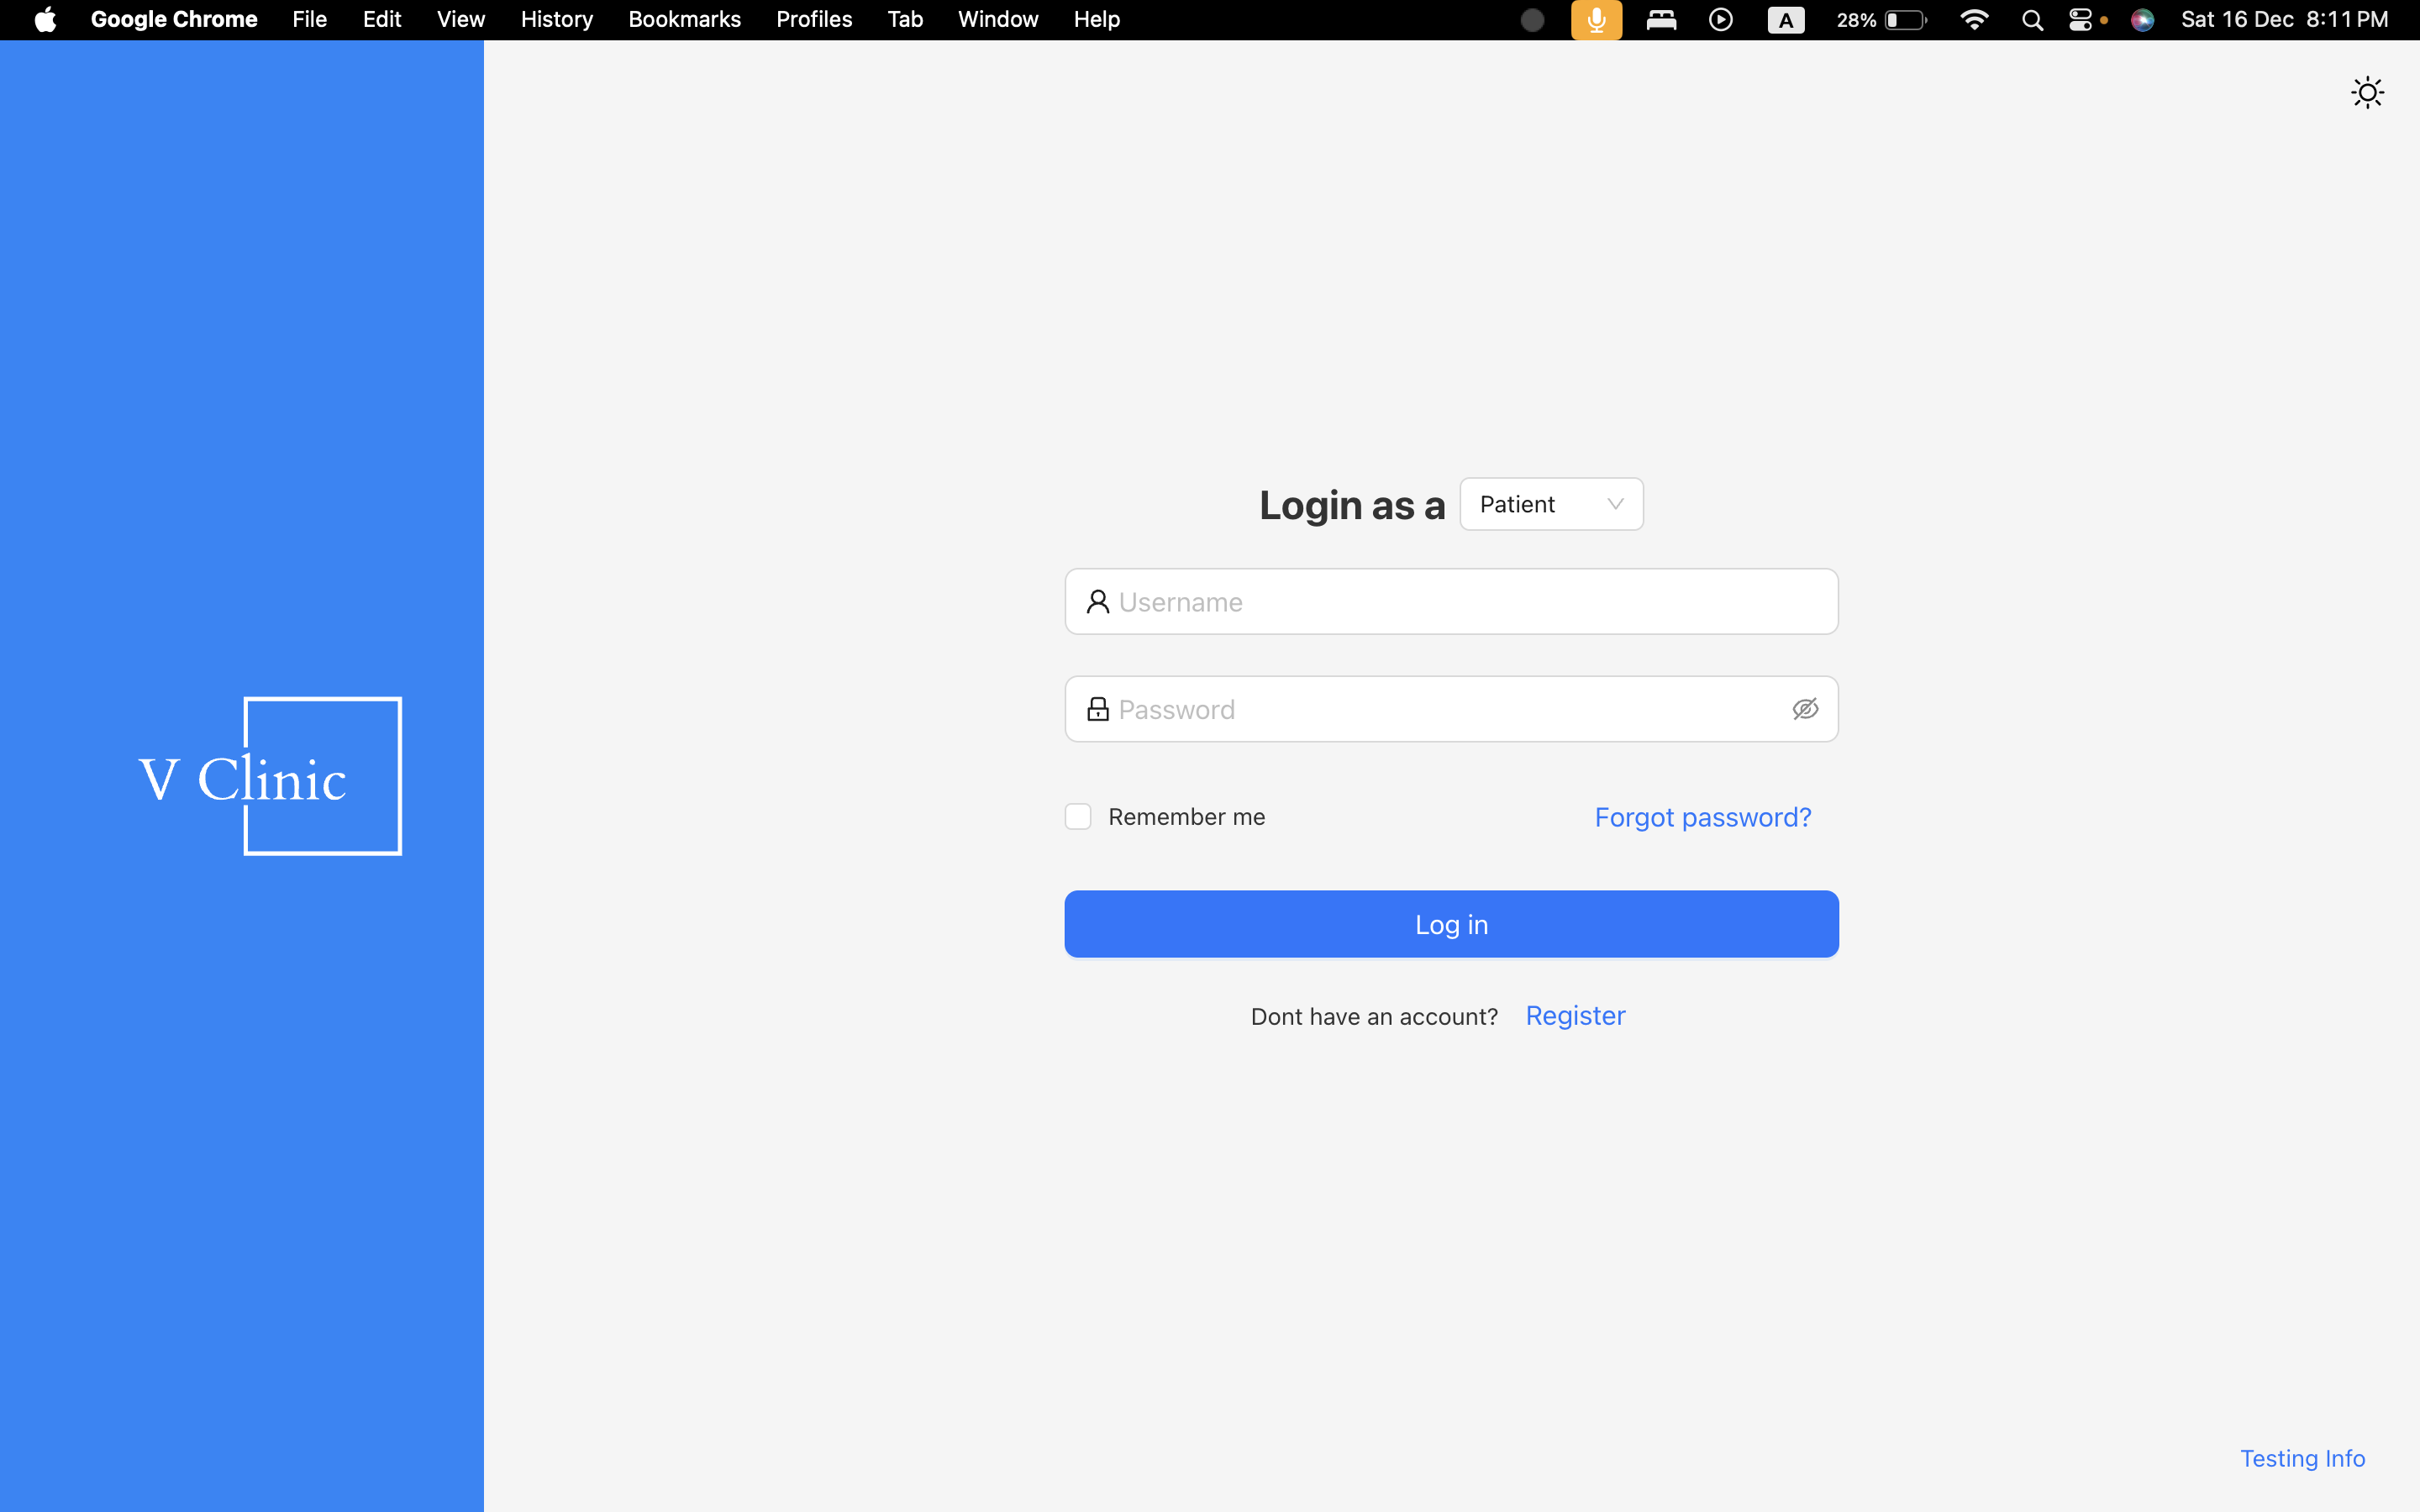 Google Chrome File Edit View History Bookmarks Profiles Tab Window Help A 28% Sat 16 Dec 8:11 PM
Login as a Patient
Username
Password
V Clinic
Remember me Forgot password?
Log in
Dont have an account? Register
Testing Info